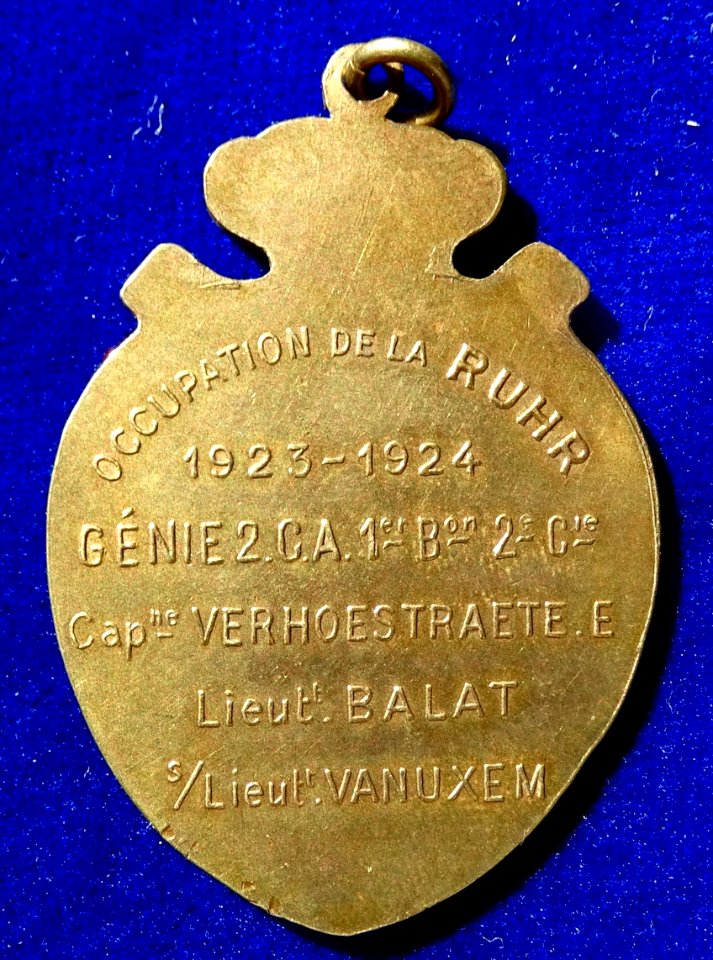 OCCUPATION DE LA RUHR
1923-1924
GÉNIE 2.C.A. 1er Bon 2e Cie
Capne VERHOESTRAETE.E
Lieutt. BALAT
s/Lieutt. VANUXEM